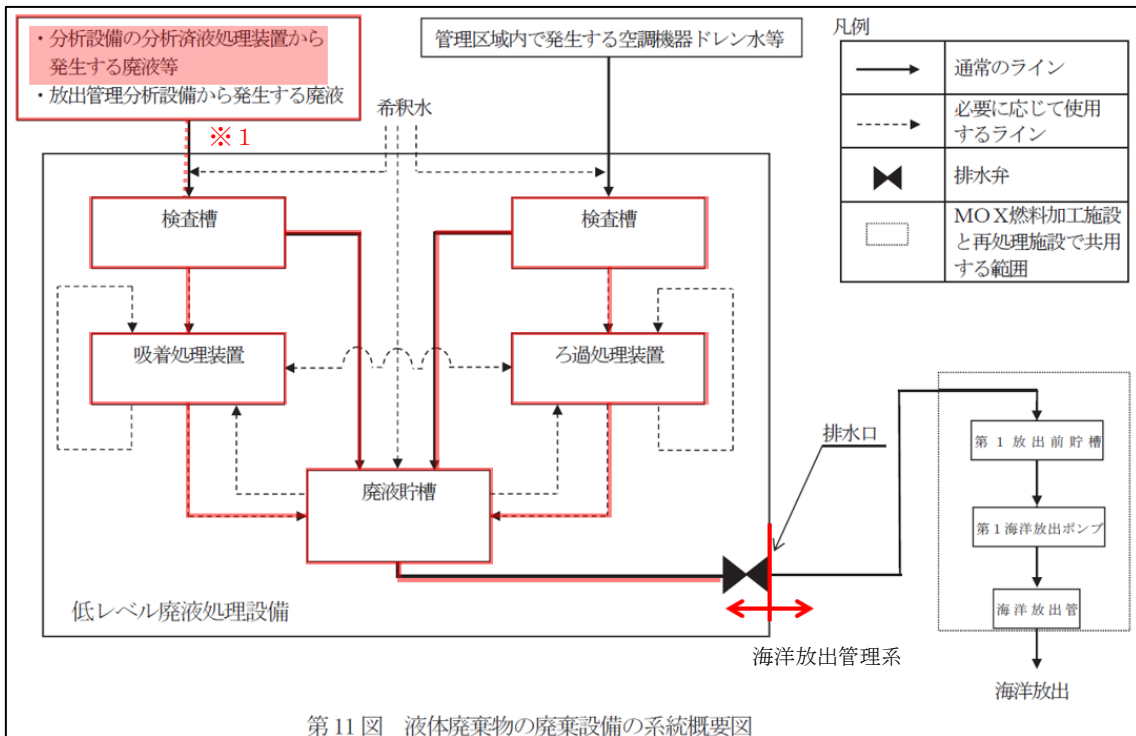 ・分析設備の分析済液処理装置から
発生する廃液等
・放出管理分析設備から発生する廃液
管理区域内で発生する空調機器ドレン水等
凡例
通常のライン
必要に応じて使用
するライン
排水弁
MOX燃料加工施設
と再処理施設で共用
する範囲
希釈水
※1
検査槽
検査槽
吸着処理装置
ろ過処理装置
廃液貯槽
排水口
第1放出前貯槽
第1海洋放出ポンプ
海洋放出管
低レベル廃液処理設備
海洋放出管理系
海洋放出
第11図 液体廃棄物の廃棄設備の系統概要図